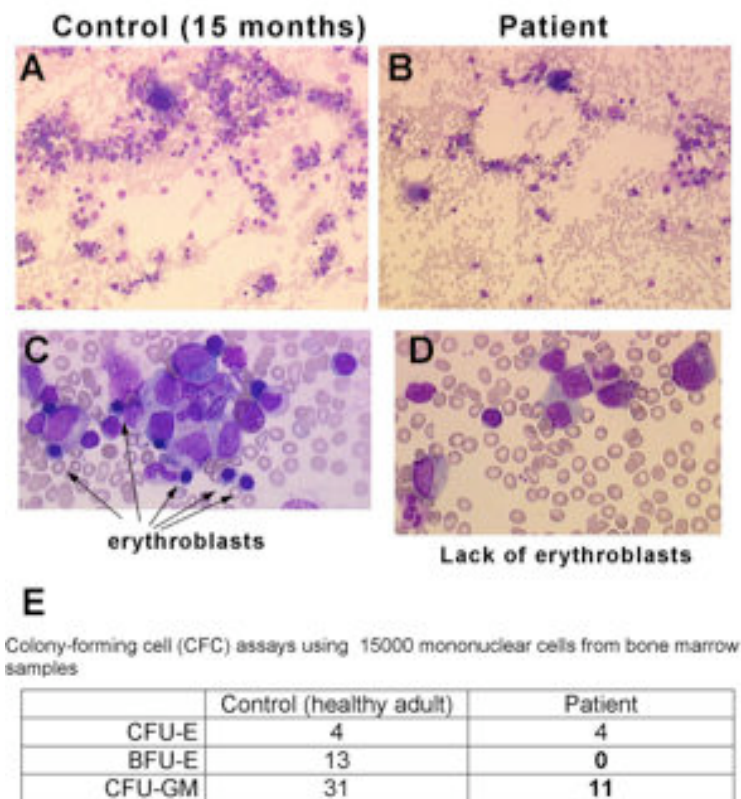 Control (15 months) Patient
A B
C D
erythroblasts
Lack of erythroblasts
E
Colony-forming cell (CFC) assays using 15000 mononuclear cells from bone marrow
samples
Control (healthy adult) Patient
CFU-E 4 4
BFU-E 13 0
CFU-GM 31 11